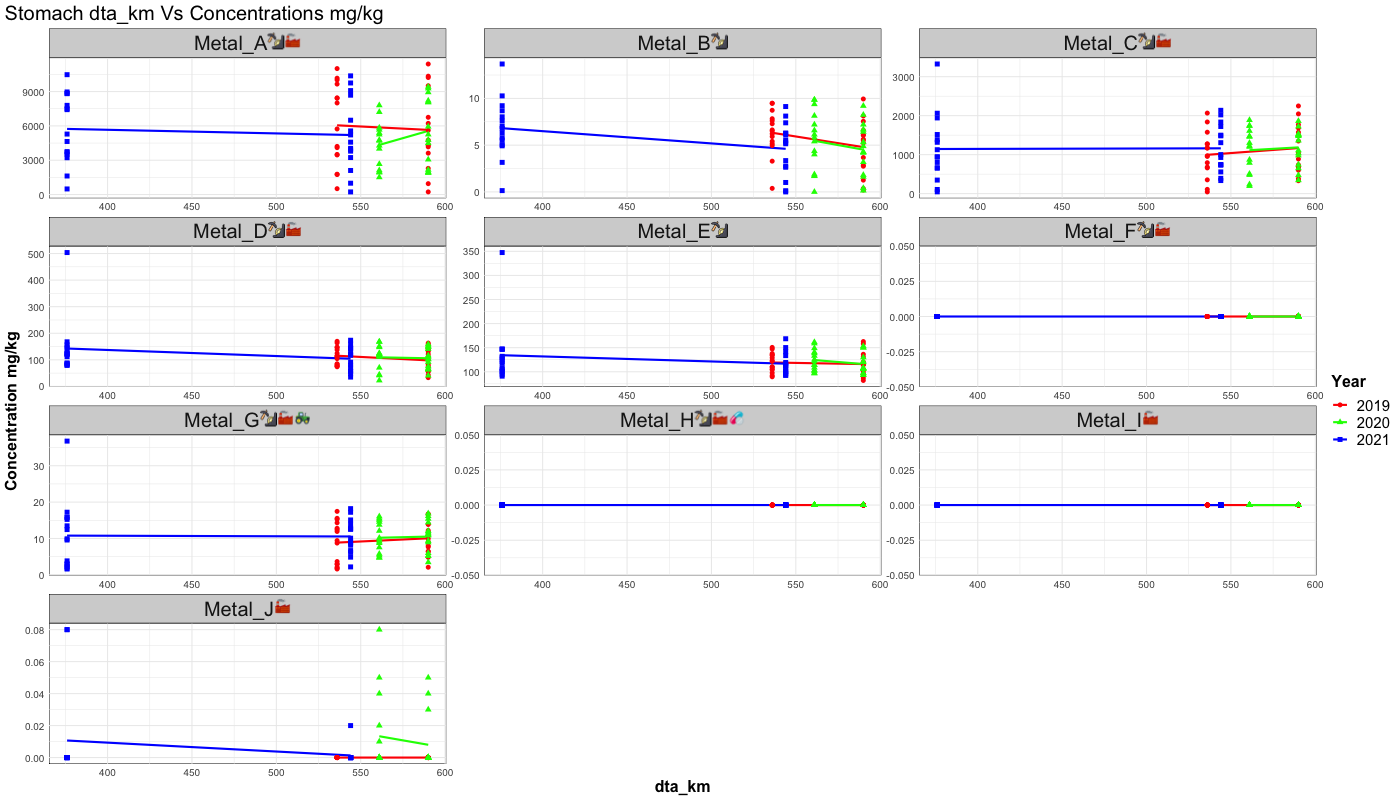 Stomach dta_km Vs Concentrations mg/kg
Metal_A Metal_B Metal_C
9000 6000 3000 0
10 5 0
3000 2000 1000 0
400 450 500 550 600 400 450 500 550 600 400 450 500 550 600
Metal_D Metal_E Metal_F
500 400 300 200 100 0
350 300 250 200 150 100
0.050 0.025 0.000 -0.025 -0.050
400 450 500 550 600 400 450 500 550 600 400 450 500 550 600
Metal_G Metal_H Metal_I
30 20 10 0
0.050 0.025 0.000 -0.025 -0.050
0.050 0.025 0.000 -0.025 -0.050
400 450 500 550 600 400 450 500 550 600 400 450 500 550 600
Metal_J
0.08 0.06 0.04 0.02 0.00
400 450 500 550 600
Concentration mg/kg
dta_km
Year
2019
2020
2021